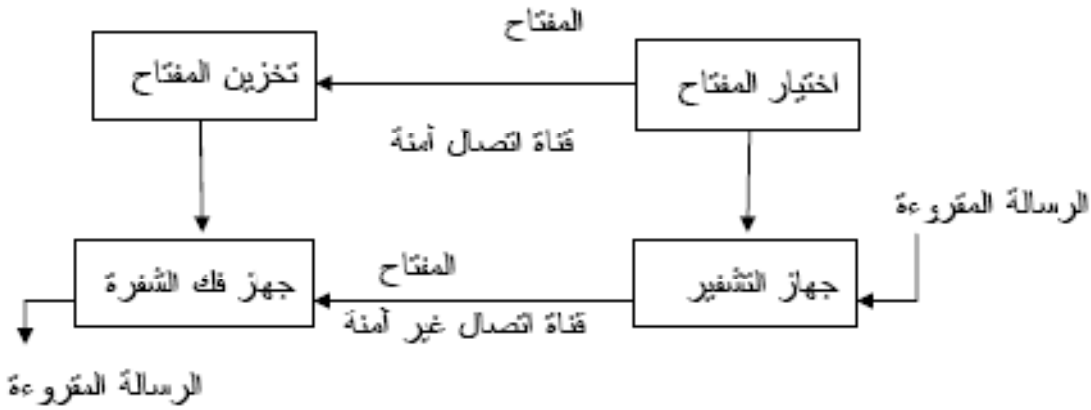 المفتاح
اختيار المفتاح
تخزين المفتاح
قناة اتصال آمنة
الرسالة المقروءة
المفتاح
جهاز التشفير
جهز فك الشفرة
قناة اتصال غير آمنة
الرسالة المقروءة